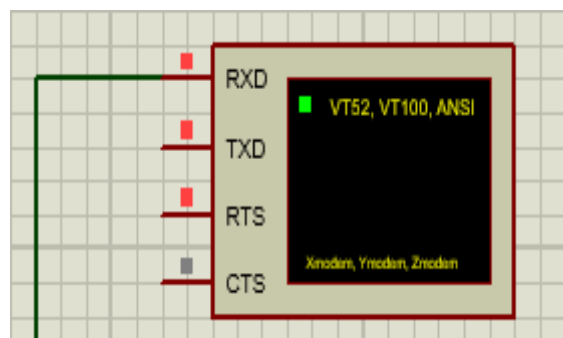 RXD
VT52, VT100, ANSI
TXD
RTS
Xmodem, Ymodem, Zmodem
CTS